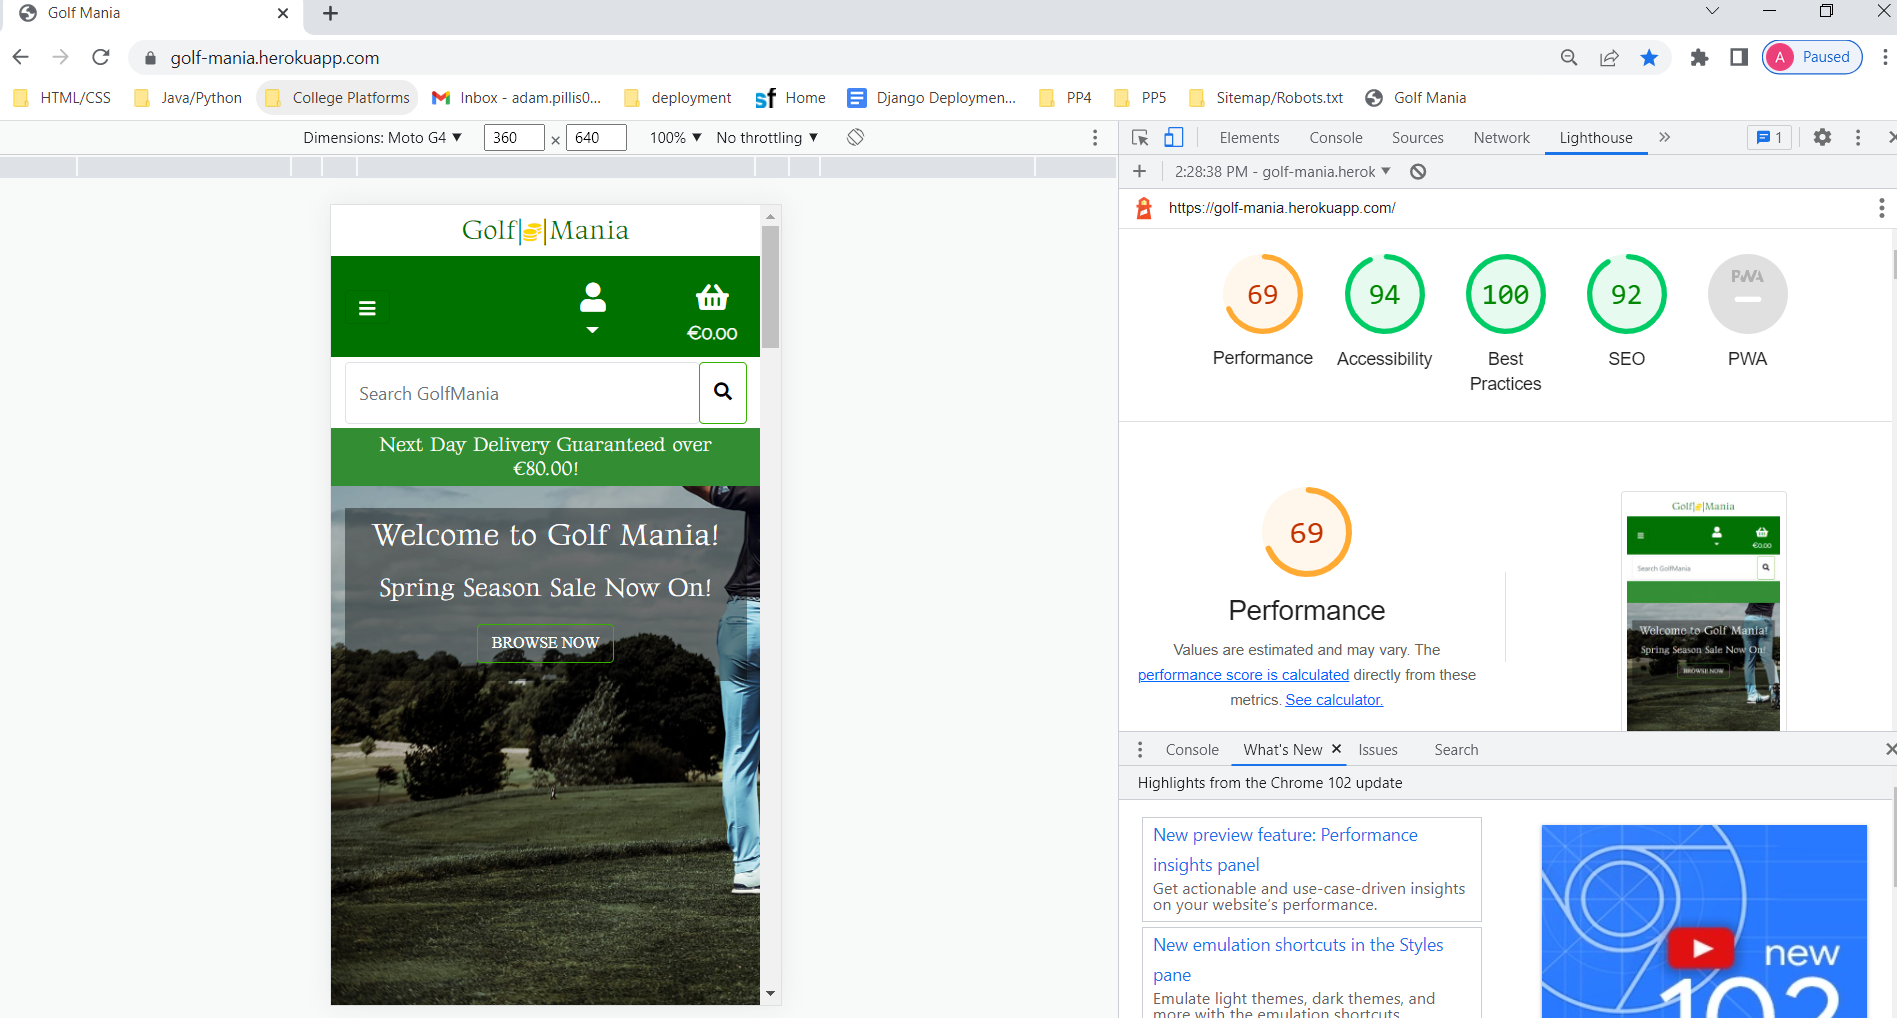 Golf Mania
golf-mania.herokuapp.com
A Paused
HTML/CSS Java/Python College Platforms Inbox - adam.pillis0... deployment sf Home Django Deploymen... PP4 PP5 Sitemap/Robots.txt Golf Mania
Dimensions: Moto G4 ▼ 360 × 640 100% ▼ No throttling ▼
Elements Console Sources Network Lighthouse » 1
2:28:38 PM - golf-mania.herok ▼
https://golf-mania.herokuapp.com/
Golf Mania
€0.00
Search GolfMania
Next Day Delivery Guaranteed over
€80.00!
Welcome to Golf Mania!
Spring Season Sale Now On!
BROWSE NOW
69 94 100 92 PWA
Performance Accessibility Best SEO PWA
Practices
69
Performance
Values are estimated and may vary. The
performance score is calculated directly from these
metrics. See calculator.
Golf Mania
€0.00
Search GolfMania
Welcome to Golf Mania!
Spring Season Sale Now On!
BROWSE NOW
Console What's New Issues Search
Highlights from the Chrome 102 update
New preview feature: Performance
insights panel
Get actionable and use-case-driven insights
on your website's performance.
New emulation shortcuts in the Styles
pane
Emulate light themes, dark themes, and
more with the emulation shortcuts
new
102